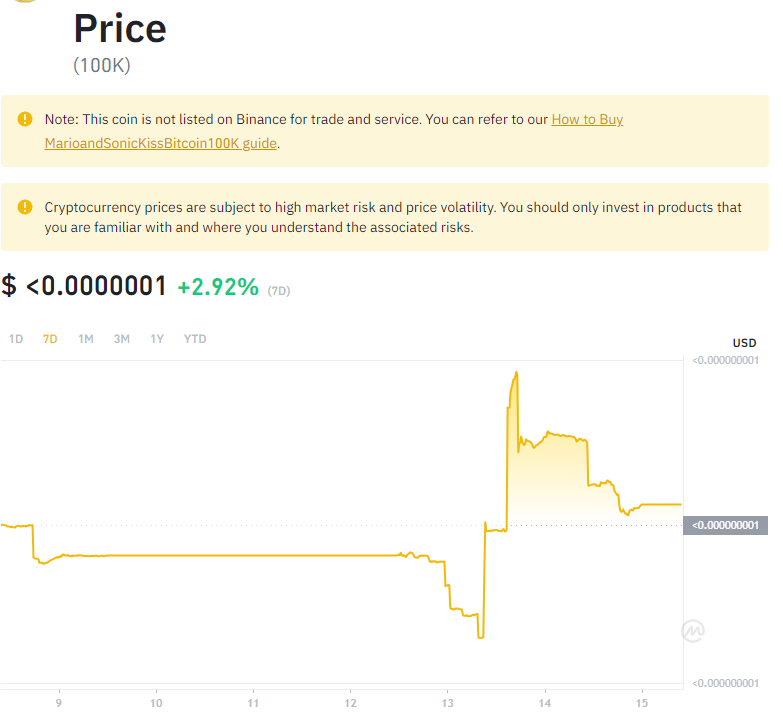 Price
(100K)
Note: This coin is not listed on Binance for trade and service. You can refer to our How to Buy
MarioandSonicKissBitcoin100K guide.
Cryptocurrency prices are subject to high market risk and price volatility. You should only invest in products that
you are familiar with and where you understand the associated risks.
$ <0.0000001 +2.92% (7D)
1D 7D 1M 3M 1Y YTD
USD
<0.000000001
<0.000000001
<0.000000001
9 10 11 12 13 14 15